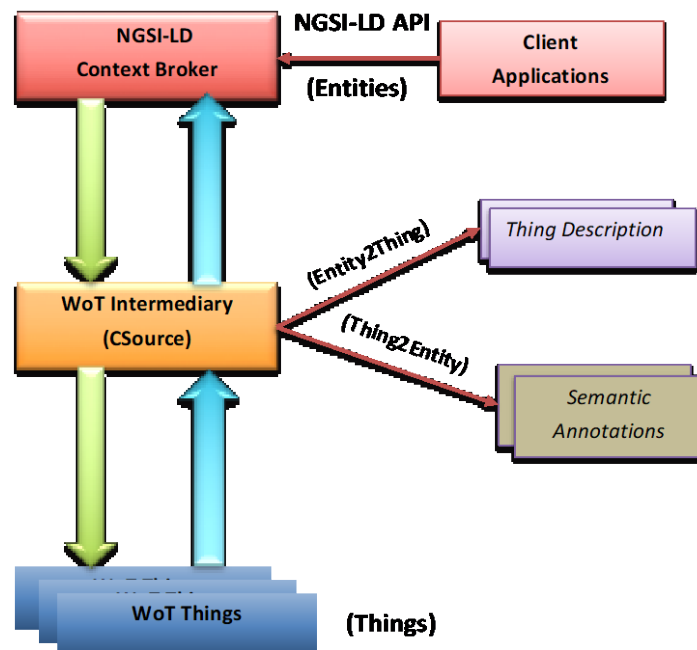 NGSI-LD
Context Broker
NGSI-LD API
(Entities)
Client
Applications
(Entity2Thing)
Thing Description
WoT Intermediary
(CSource)
(Thing2Entity)
Semantic
Annotations
WoT Things
(Things)